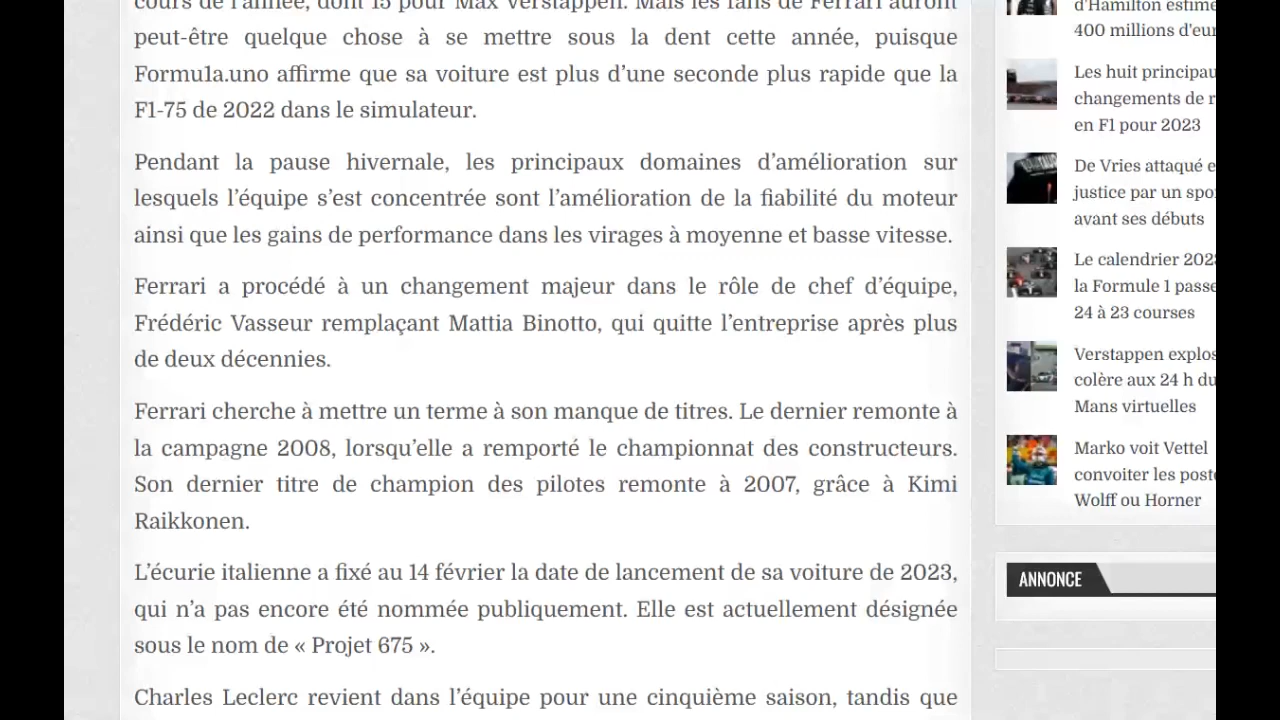 cours de l’année, dont 15 pour Max Verstappen. Mais les fans de Ferrari auront
peut-être quelque chose à se mettre sous la dent cette année, puisque
Formu1a.uno affirme que sa voiture est plus d’une seconde plus rapide que la
F1-75 de 2022 dans le simulateur.
Pendant la pause hivernale, les principaux domaines d’amélioration sur
lesquels l’équipe s’est concentrée sont l’amélioration de la fiabilité du moteur
ainsi que les gains de performance dans les virages à moyenne et basse vitesse.
Ferrari a procédé à un changement majeur dans le rôle de chef d’équipe,
Frédéric Vasseur remplaçant Mattia Binotto, qui quitte l’entreprise après plus
de deux décennies.
Ferrari cherche à mettre un terme à son manque de titres. Le dernier remonte à
la campagne 2008, lorsqu’elle a remporté le championnat des constructeurs.
Son dernier titre de champion des pilotes remonte à 2007, grâce à Kimi
Raikkonen.
L’écurie italienne a fixé au 14 février la date de lancement de sa voiture de 2023,
qui n’a pas encore été nommée publiquement. Elle est actuellement désignée
sous le nom de « Projet 675 ».
Charles Leclerc revient dans l’équipe pour une cinquième saison, tandis que
d’Hamilton estimé
400 millions d’eur
Les huit principau
changements de r
en F1 pour 2023
De Vries attaqué e
justice par un spo
avant ses débuts
Le calendrier 202
la Formule 1 passe
24 à 23 courses
Verstappen explos
colère aux 24 h du
Mans virtuelles
Marko voit Vettel
convoiter les poste
Wolff ou Horner
ANNONCE